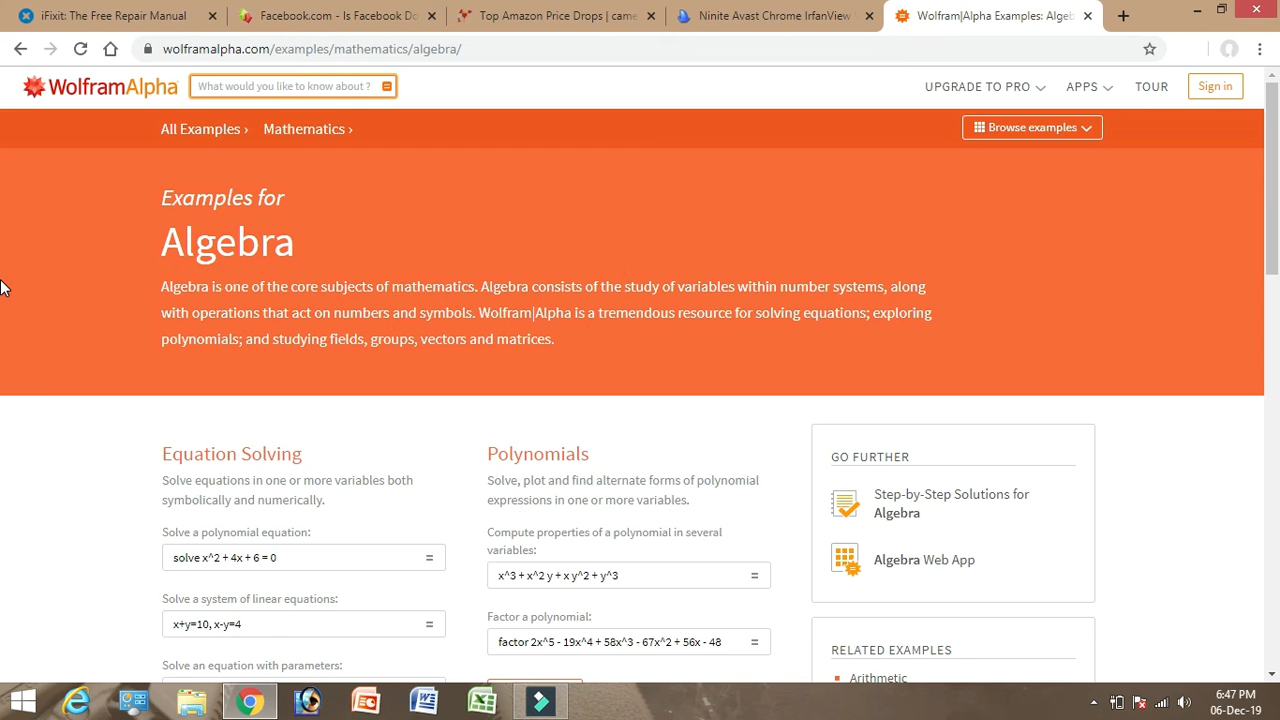 iFixit: The Free Repair Manual
Facebook.com - Is Facebook Do
Top Amazon Price Drops | came
Ninite Avast Chrome IrfanView
Wolfram|Alpha Examples: Algeb
wolframalpha.com/examples/mathematics/algebra/
WolframAlpha
What would you like to know about ?
UPGRADE TO PRO
APPS
TOUR
Sign in
All Examples ›
Mathematics ›
Browse examples
Examples for
Algebra
Algebra is one of the core subjects of mathematics. Algebra consists of the study of variables within number systems, along
with operations that act on numbers and symbols. Wolfram|Alpha is a tremendous resource for solving equations; exploring
polynomials; and studying fields, groups, vectors and matrices.
Equation Solving
Solve equations in one or more variables both
symbolically and numerically.
Solve a polynomial equation:
solve x^2 + 4x + 6 = 0
=
Solve a system of linear equations:
x+y=10, x-y=4
=
Solve an equation with parameters:
Polynomials
Solve, plot and find alternate forms of polynomial
expressions in one or more variables.
Compute properties of a polynomial in several
variables:
x^3 + x^2 y + x y^2 + y^3
=
Factor a polynomial:
factor 2x^5 - 19x^4 + 58x^3 - 67x^2 + 56x - 48
=
GO FURTHER
Step-by-Step Solutions for
Algebra
Algebra Web App
RELATED EXAMPLES
Arithmetic
6:47 PM
06-Dec-19